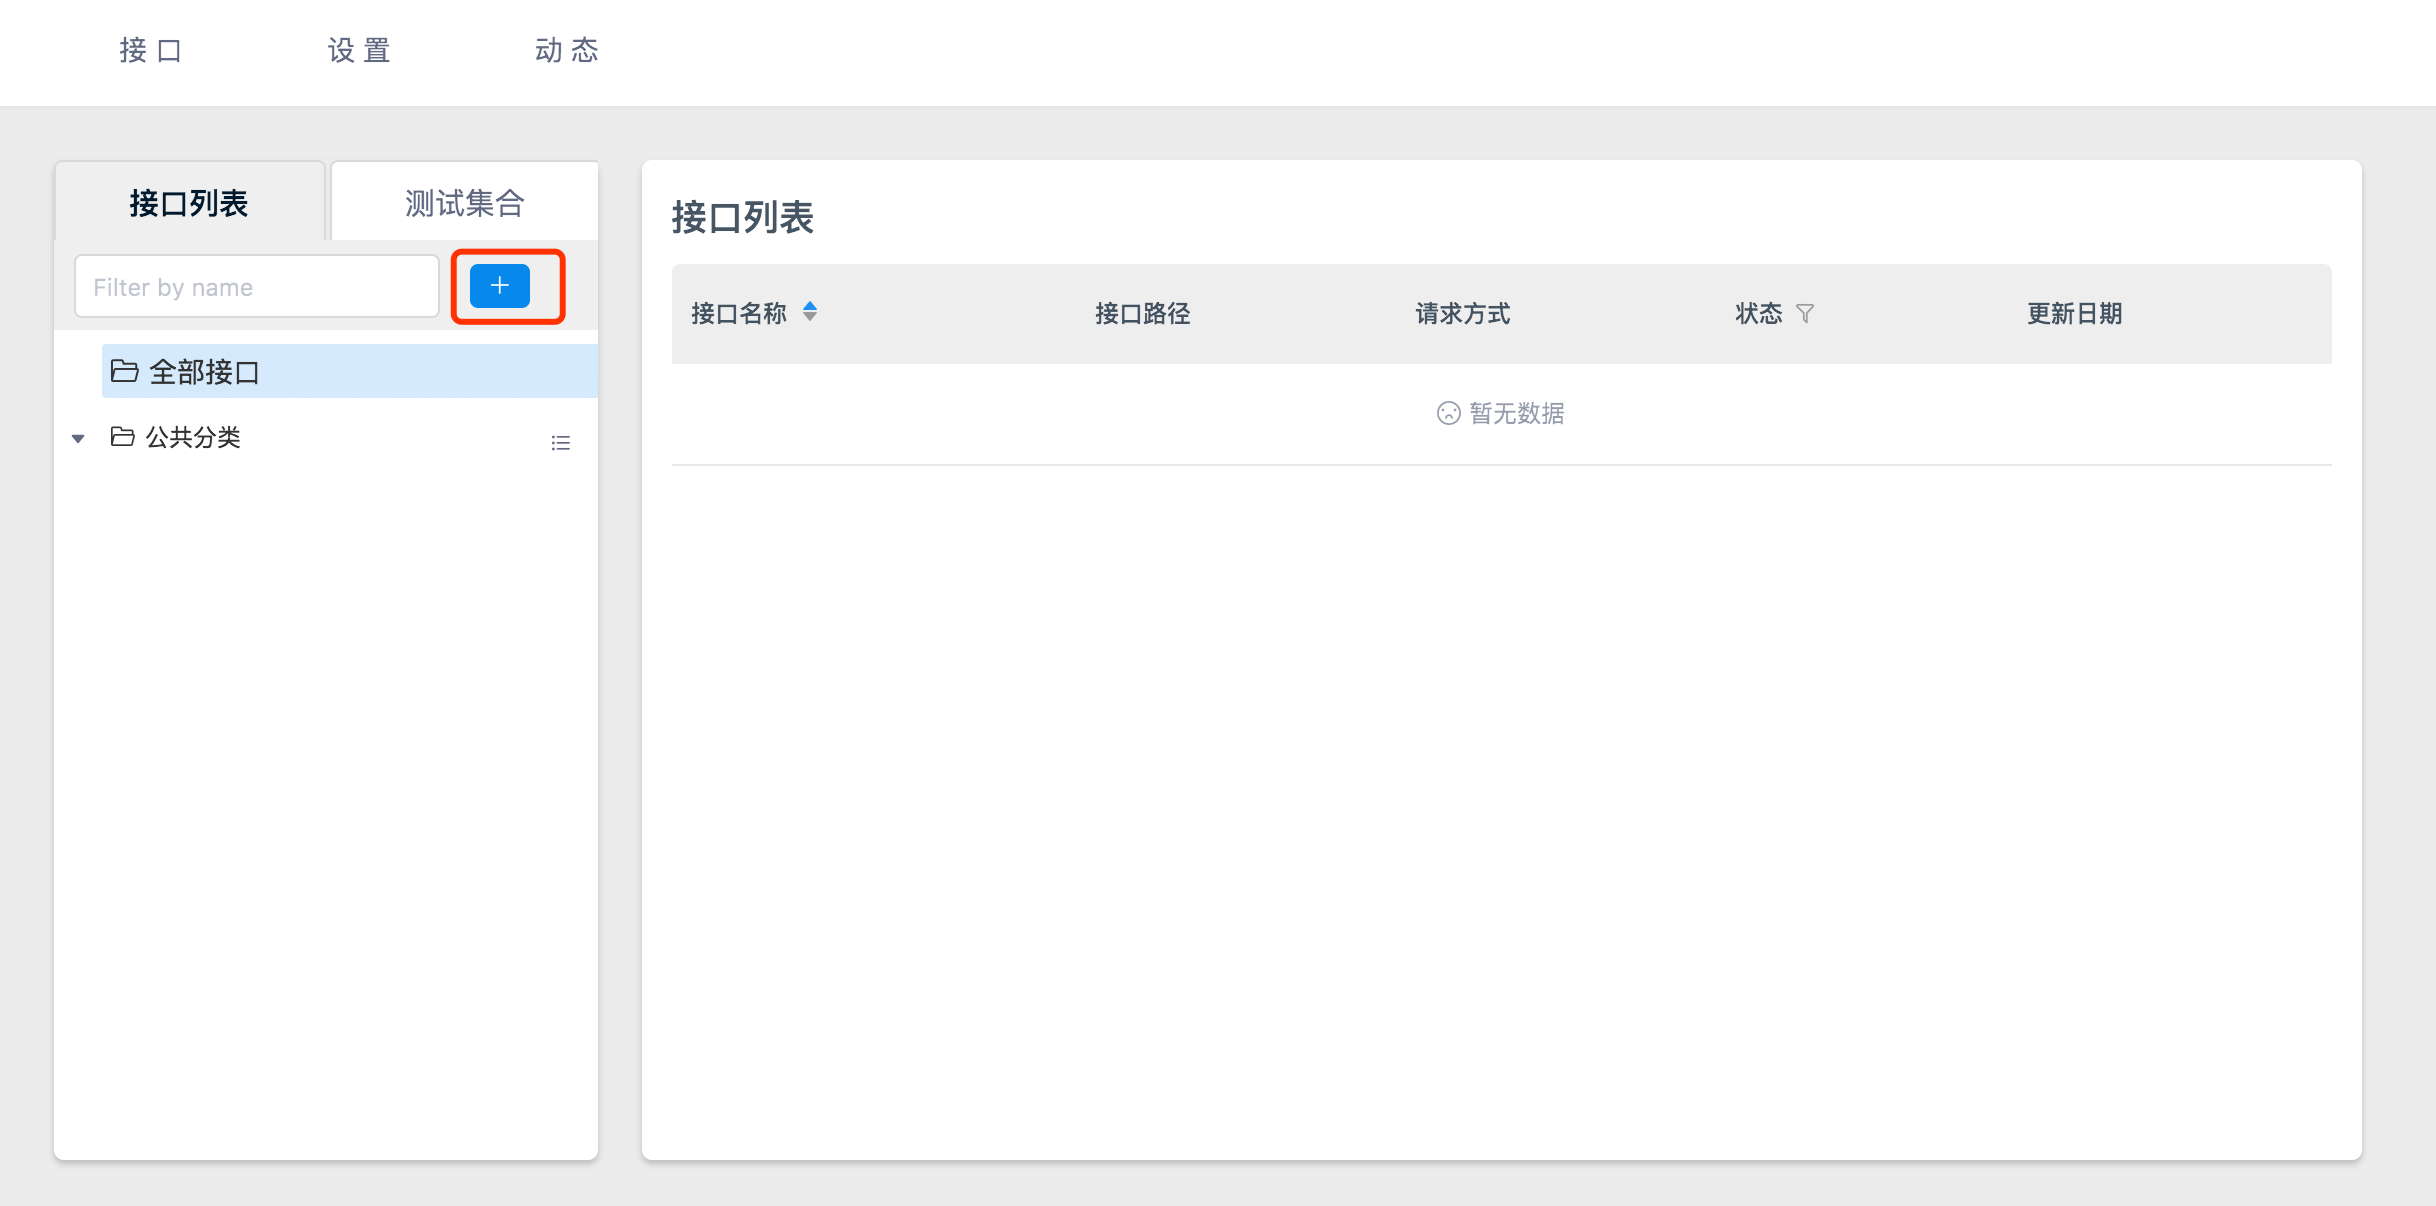 接口 设置 动态
接口列表 测试集合
Filter by name
全部接口
公共分类
接口列表
接口名称 接口路径 请求方式 状态 更新日期
暂无数据